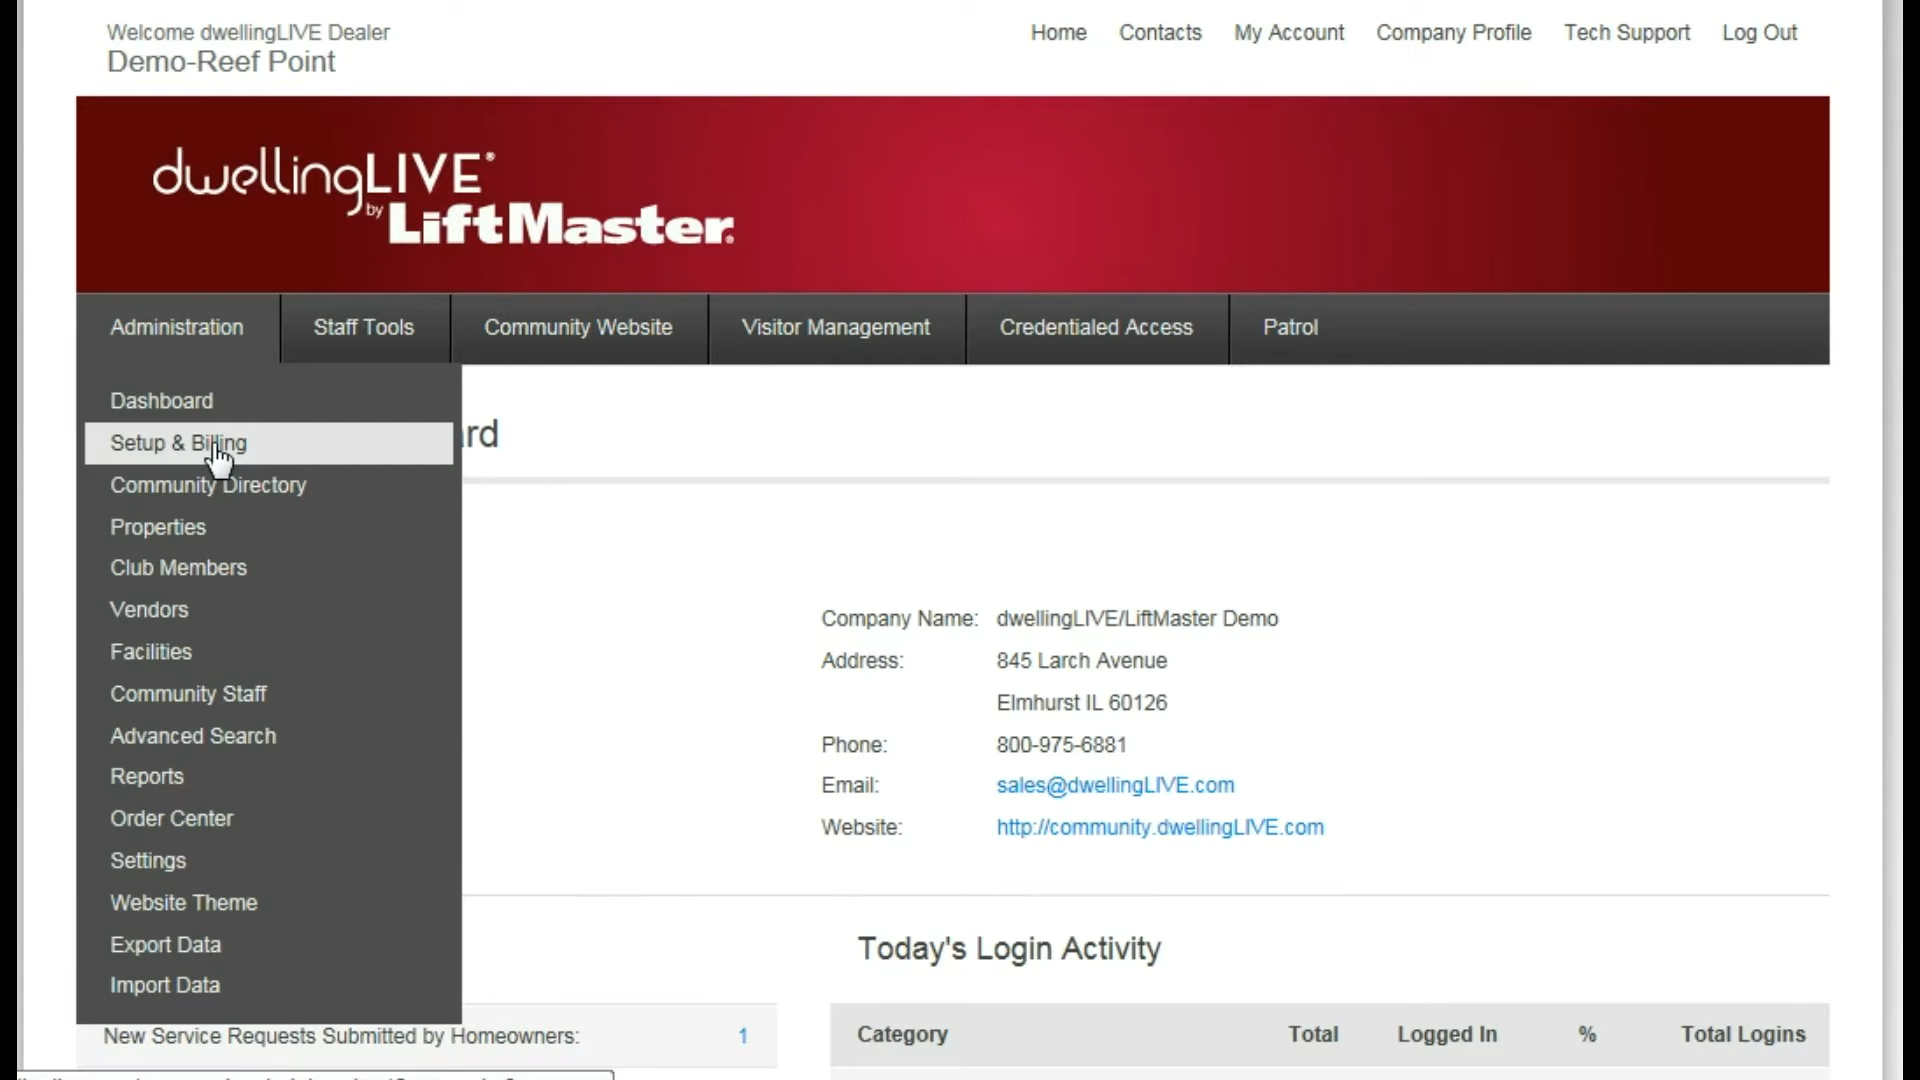 Welcome dwellingLIVE Dealer
Demo-Reef Point
Home Contacts My Account Company Profile Tech Support Log Out
dwellingLIVE®
by LiftMaster®
Administration Staff Tools Community Website Visitor Management Credentialed Access Patrol
Dashboard
rd
Setup & Billing
Community Directory
Properties
Club Members
Vendors
Facilities
Community Staff
Advanced Search
Reports
Order Center
Settings
Website Theme
Export Data
Import Data
Company Name: dwellingLIVE/LiftMaster Demo
Address: 845 Larch Avenue
Elmhurst IL 60126
Phone: 800-975-6881
Email: sales@dwellingLIVE.com
Website: http://community.dwellingLIVE.com
Today's Login Activity
New Service Requests Submitted by Homeowners: 1
Category Total Logged In % Total Logins